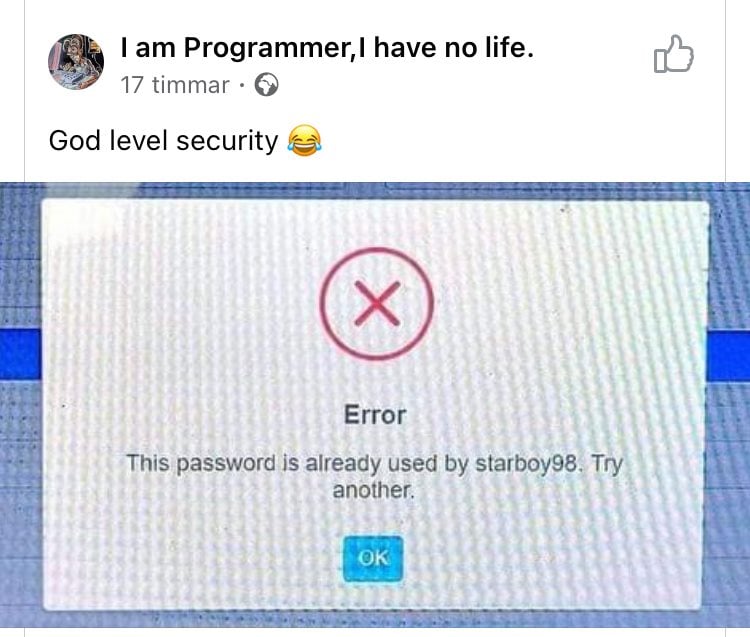 I am Programmer,I have no life.
17 timmar ·
God level security 😂
Error
This password is already used by starboy98. Try
another.
OK